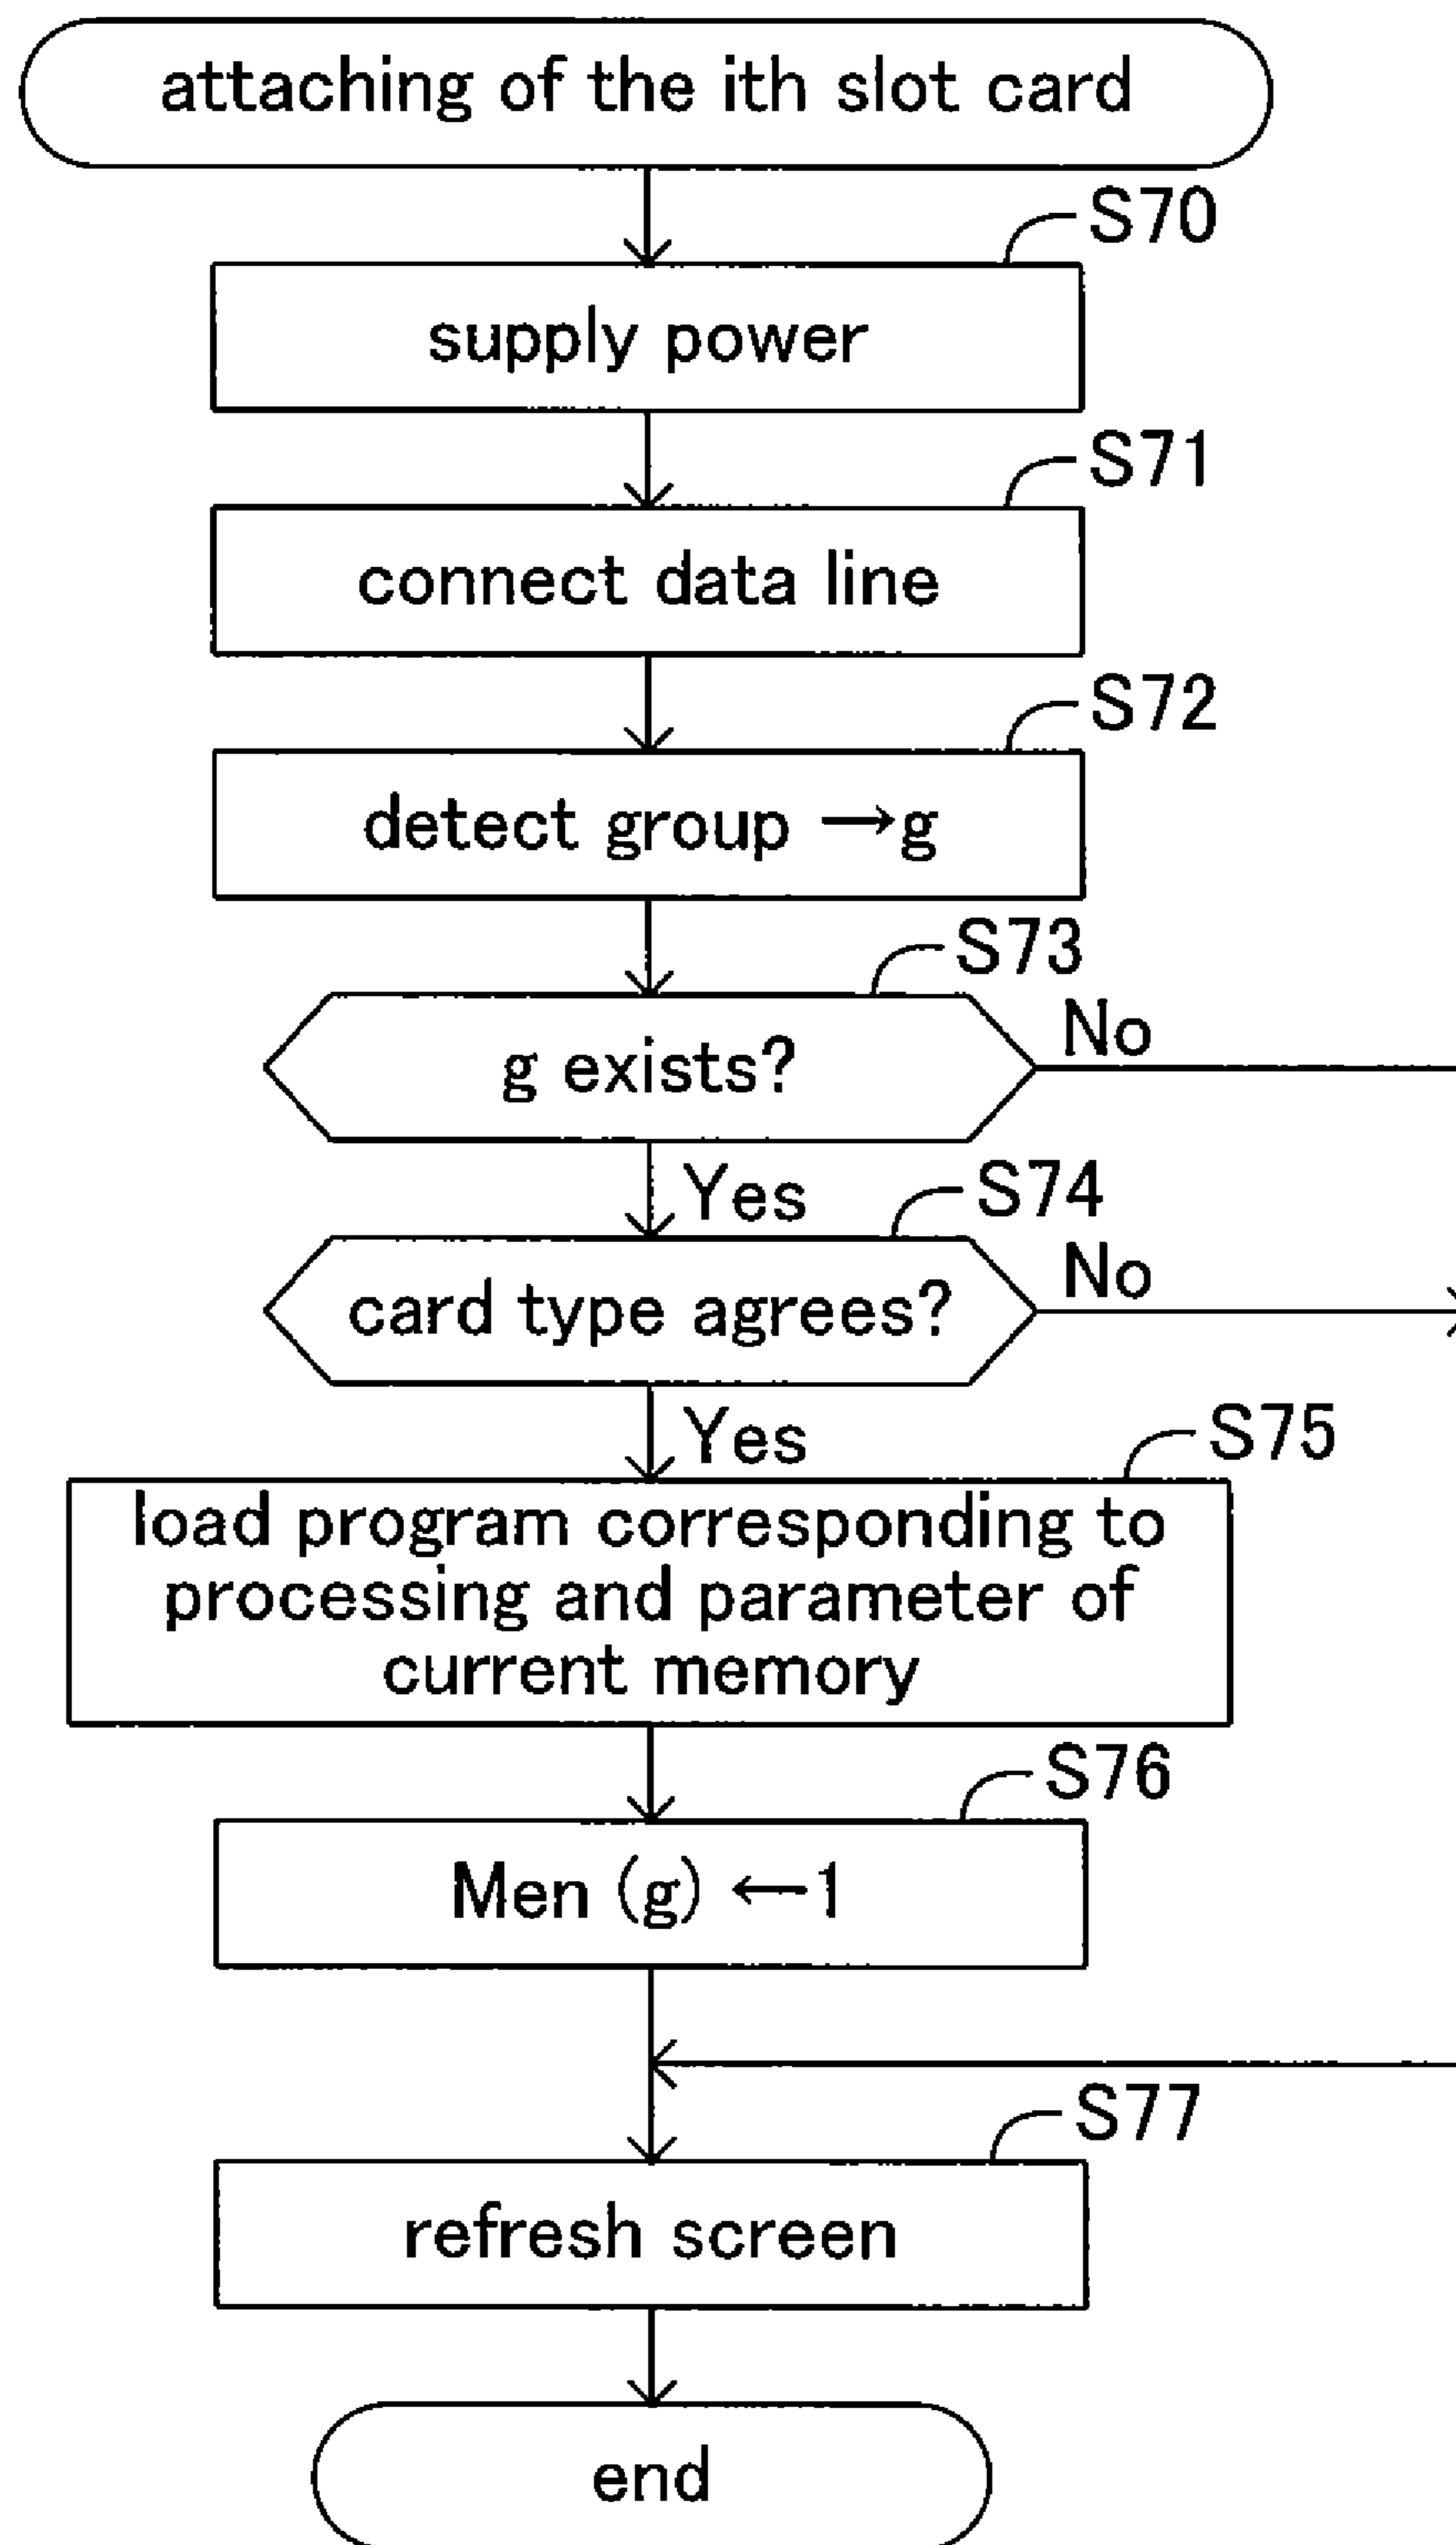 attaching of the ith slot card
S70
supply power
S71
connect data line
S72
detect group →g
S73
g exists?
No
Yes
S74
card type agrees?
No
Yes
S75
load program corresponding to
processing and parameter of
current memory
S76
Men (g) ←1
S77
refresh screen
end